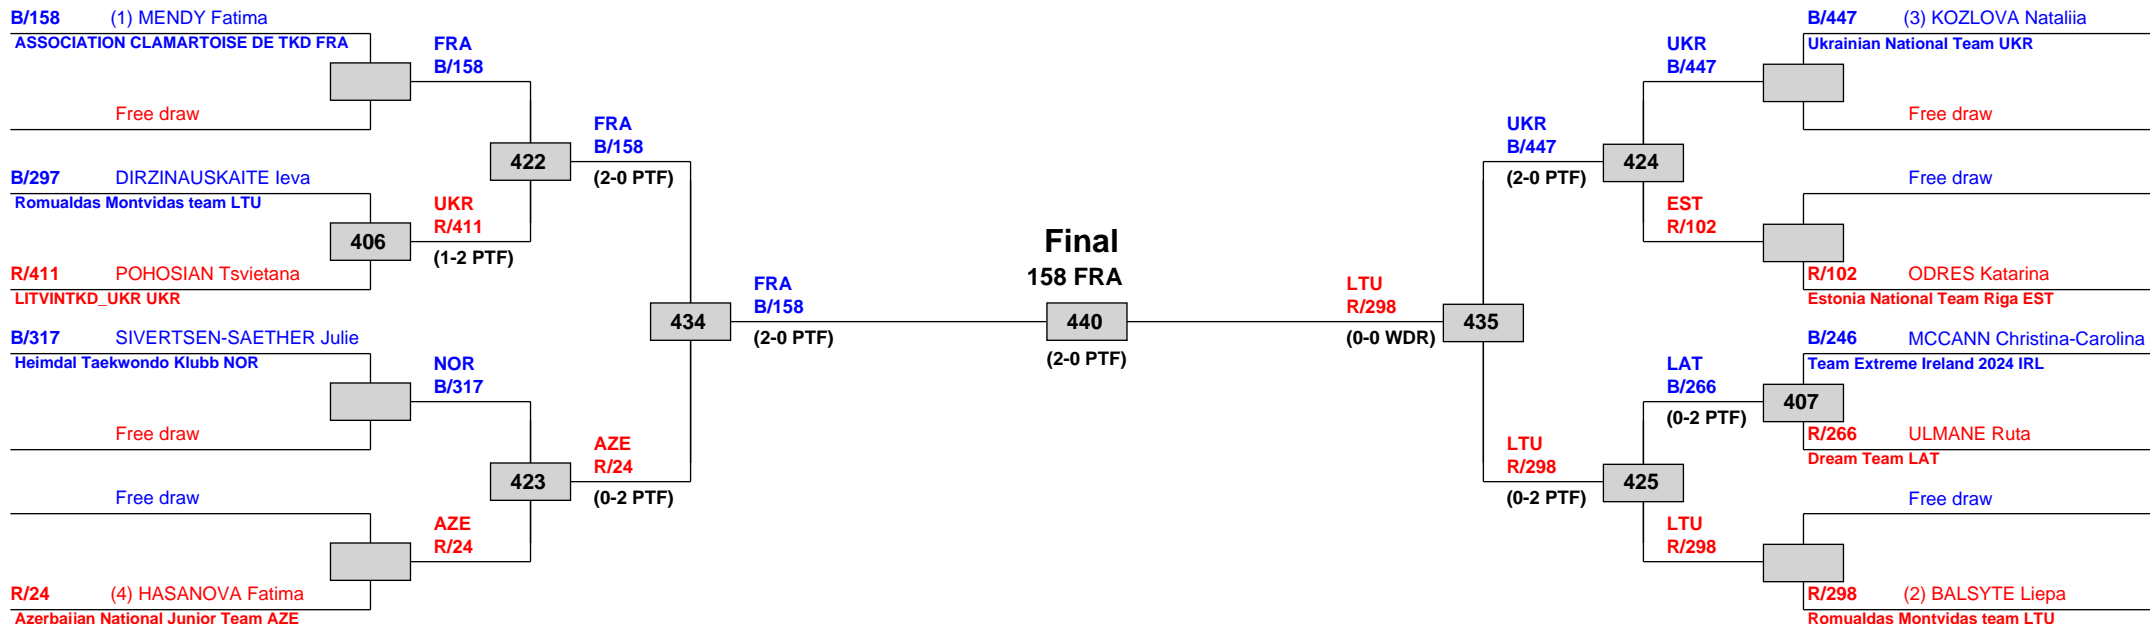 B/158 (1) MENDY Fatima
ASSOCIATION CLAMARTOISE DE TKD FRA
Free draw
B/297 DIRZINAUSKAITE Ieva
Romualdas Montvidas team LTU
406
R/411 POHOSIAN Tsvietana
LITVINTKD_UKR UKR
B/317 SIVERTSEN-SAETHER Julie
Heimdal Taekwondo Klubb NOR
Free draw
Free draw
R/24 (4) HASANOVA Fatima
Azerbaijan National Junior Team AZE
FRA
B/158
422
UKR
R/411
(1-2 PTF)
NOR
B/317
423
AZE
R/24
FRA
B/158
(2-0 PTF)
434
AZE
R/24
(0-2 PTF)
FRA
B/158
(2-0 PTF)
Final
158 FRA
440
(2-0 PTF)
LTU
R/298
(0-0 WDR)
435
UKR
B/447
(2-0 PTF)
424
LTU
R/298
(0-2 PTF)
425
UKR
B/447
EST
R/102
LAT
B/266
(0-2 PTF)
407
LTU
R/298
B/447 (3) KOZLOVA Nataliia
Ukrainian National Team UKR
Free draw
Free draw
R/102 ODRES Katarina
Estonia National Team Riga EST
B/246 MCCANN Christina-Carolina
Team Extreme Ireland 2024 IRL
R/266 ULMANE Ruta
Dream Team LAT
Free draw
R/298 (2) BALSYTE Liepa
Romualdas Montvidas team LTU